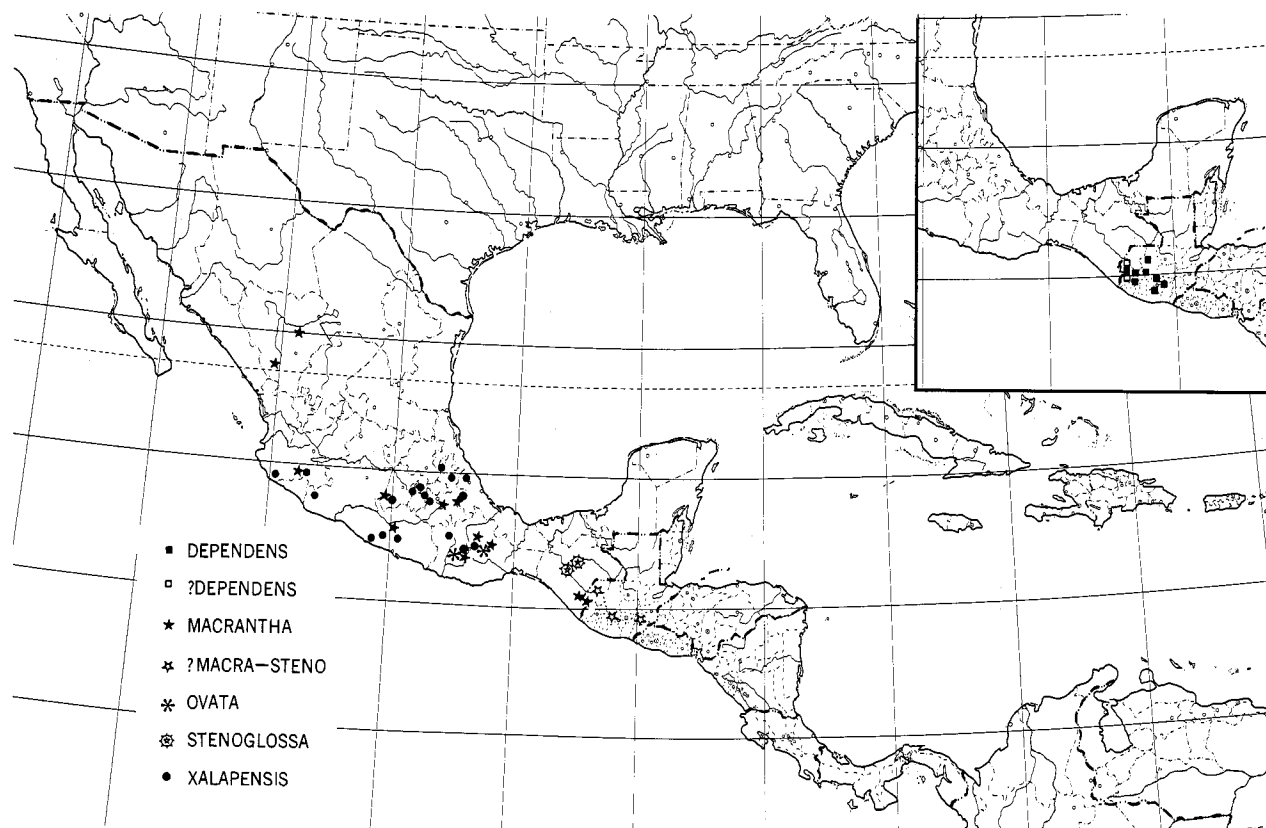 DEPENDENS
?DEPENDENS
MACRANTHA
?MACRA—STENO
OVATA
STENOGLOSSA
XALAPENSIS